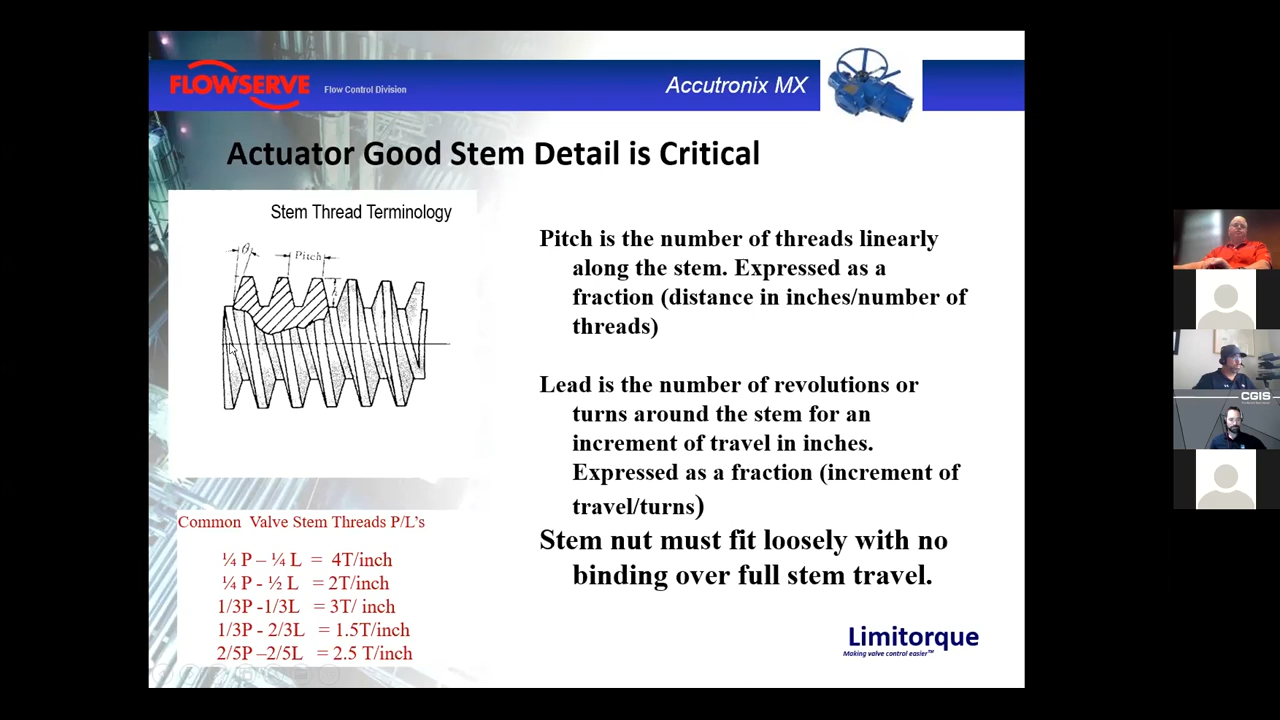 FLOWSERVE
Flow Control Division
Accutronix MX
Actuator Good Stem Detail is Critical
Stem Thread Terminology
θ
Pitch
Pitch is the number of threads linearly
along the stem. Expressed as a
fraction (distance in inches/number of
threads)
Lead is the number of revolutions or
turns around the stem for an
increment of travel in inches.
Expressed as a fraction (increment of
travel/turns)
Stem nut must fit loosely with no
binding over full stem travel.
Common Valve Stem Threads P/L's
¼ P – ¼ L = 4T/inch
¼ P - ½ L = 2T/inch
1/3P -1/3L = 3T/ inch
1/3P - 2/3L = 1.5T/inch
2/5P –2/5L = 2.5 T/inch
Limitorque
Making valve control easier™
CGIS